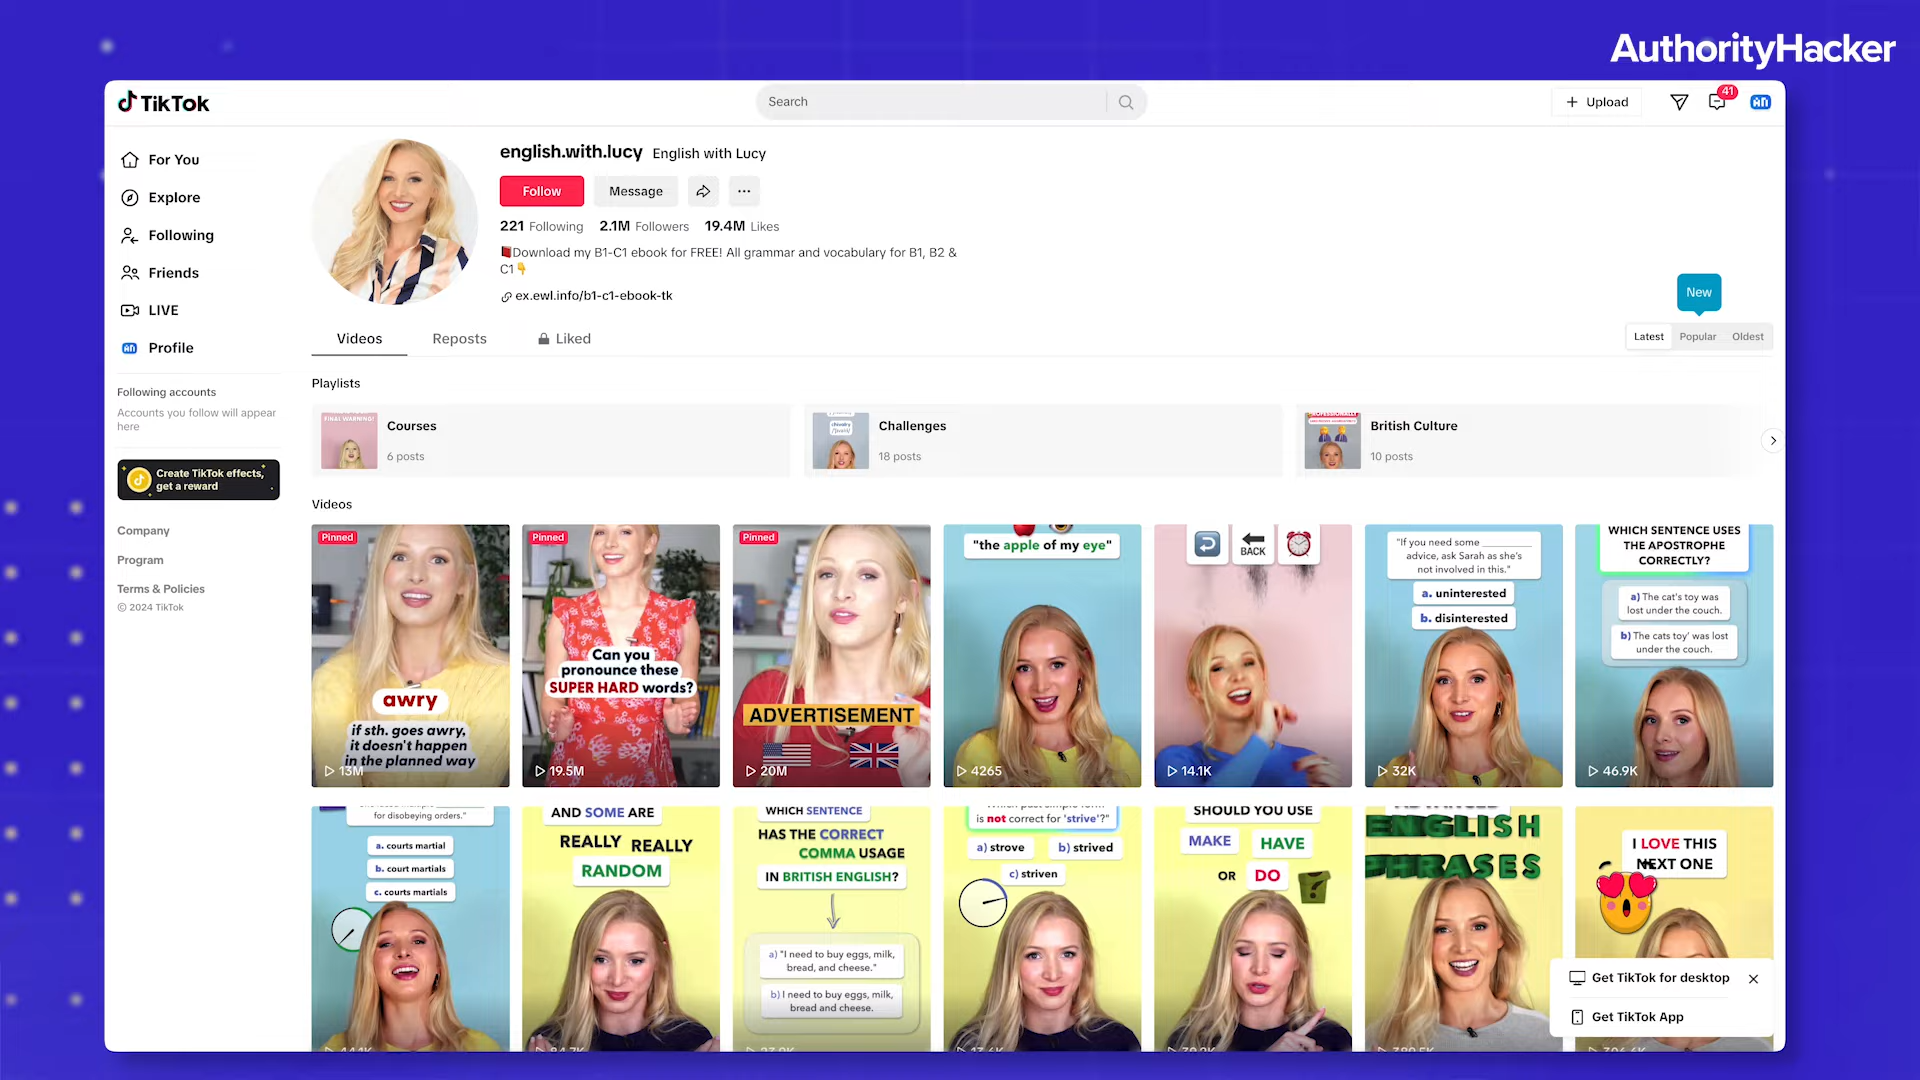 AuthorityHacker
TikTok
Search
Upload
41
For You
Explore
Following
Friends
LIVE
Profile
Following accounts
Accounts you follow will appear
here
Create TikTok effects,
get a reward
Company
Program
Terms & Policies
© 2024 TikTok
english.with.lucy English with Lucy
Follow
Message
221 Following 2.1M Followers 19.4M Likes
Download my B1-C1 ebook for FREE! All grammar and vocabulary for B1, B2 &
C1
ex.ewl.info/b1-c1-ebook-tk
New
Videos
Reposts
Liked
Latest
Popular
Oldest
Playlists
FINAL WARNING!
Courses
6 posts
Challenges
18 posts
British Culture
10 posts
Videos
Pinned
awry
if sth. goes awry,
it doesn't happen
in the planned way
13M
Pinned
Can you
pronounce these
SUPER HARD words?
19.5M
Pinned
ADVERTISEMENT
20M
"the apple of my eye"
4265
BACK
14.1K
"If you need some ________
advice, ask Sarah as she's
not involved in this."
a. uninterested
b. disinterested
32K
WHICH SENTENCE USES
THE APOSTROPHE
CORRECTLY?
a) The cat's toy was
lost under the couch.
b) The cats toy' was lost
under the couch.
46.9K
for disobeying orders."
a. courts martial
b. court martials
c. courts martials
AND SOME ARE
REALLY REALLY
RANDOM
WHICH SENTENCE
HAS THE CORRECT
COMMA USAGE
IN BRITISH ENGLISH?
a) "I need to buy eggs, milk,
bread, and cheese."
b) I need to buy eggs, milk,
bread and cheese.
is not correct for 'strive'?"
a) strove
b) strived
c) striven
SHOULD YOU USE
MAKE
HAVE
OR DO
ENGLISH
PHRASES
I LOVE THIS
NEXT ONE
Get TikTok for desktop
Get TikTok App